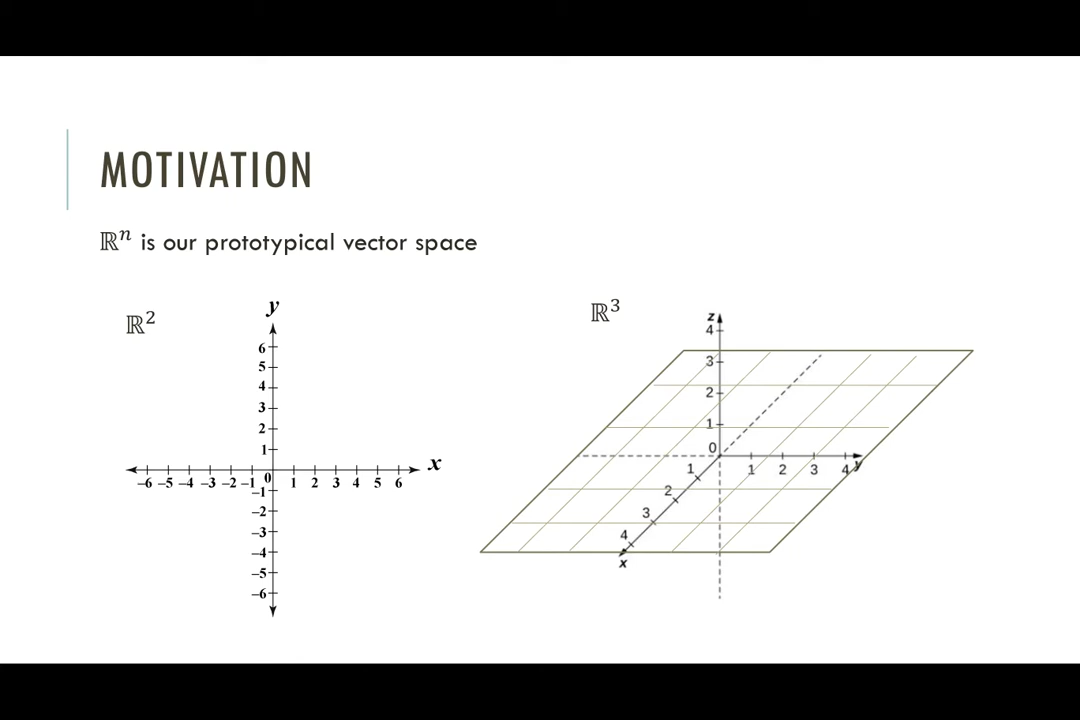 MOTIVATION
ℝⁿ is our prototypical vector space
ℝ²
y
6
5
4
3
2
1
x
-6 -5 -4 -3 -2 -1 0 1 2 3 4 5 6
-1
-2
-3
-4
-5
-6
ℝ³
z
4
3
2
1
0
1 2 3 4 y
1
2
3
4
x